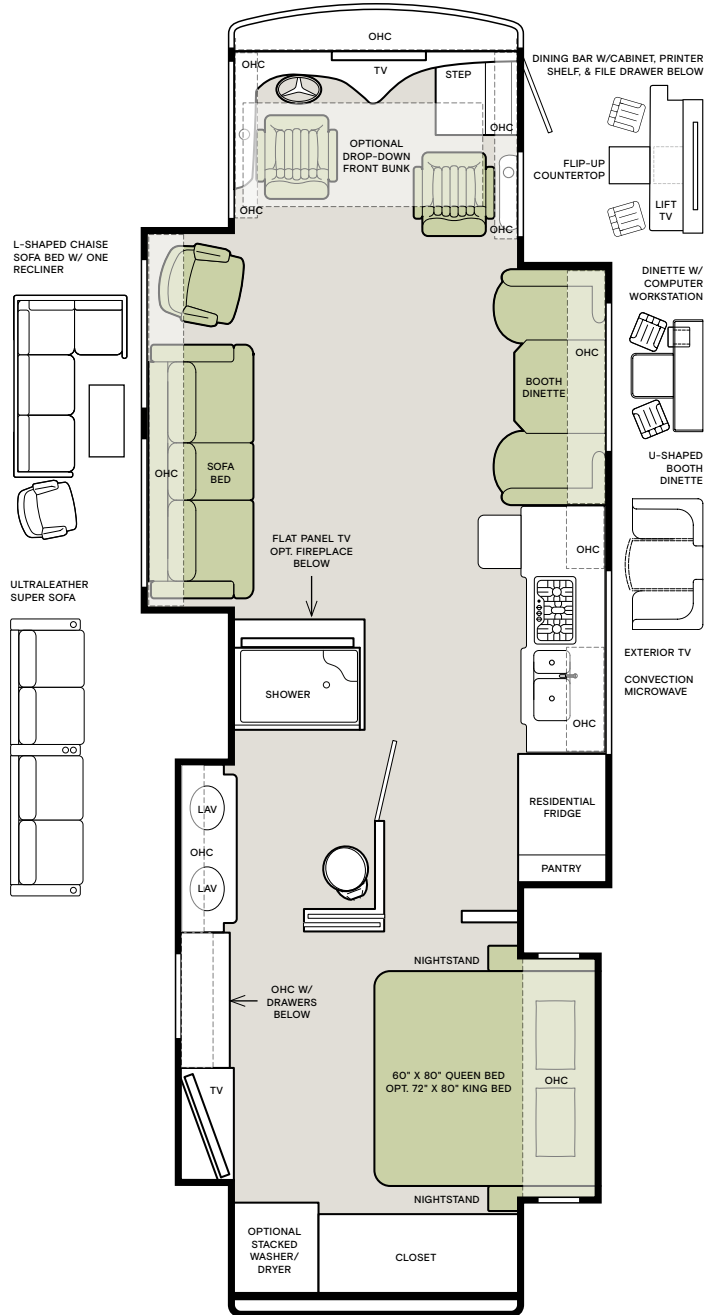 OHC
OHC
TV
STEP
DINING BAR W/CABINET, PRINTER
SHELF, & FILE DRAWER BELOW
OHC
OPTIONAL
DROP-DOWN
FRONT BUNK
FLIP-UP
COUNTERTOP
LIFT
TV
OHC
OHC
L-SHAPED CHAISE
SOFA BED W/ ONE
RECLINER
DINETTE W/
COMPUTER
WORKSTATION
OHC
BOOTH
DINETTE
OHC
SOFA
BED
U-SHAPED
BOOTH
DINETTE
FLAT PANEL TV
OPT. FIREPLACE
BELOW
OHC
ULTRALEATHER
SUPER SOFA
EXTERIOR TV
CONVECTION
MICROWAVE
SHOWER
OHC
LAV
OHC
LAV
RESIDENTIAL
FRIDGE
PANTRY
NIGHTSTAND
OHC W/
DRAWERS
BELOW
60" X 80" QUEEN BED
OPT. 72" X 80" KING BED
OHC
TV
NIGHTSTAND
OPTIONAL
STACKED
WASHER/
DRYER
CLOSET